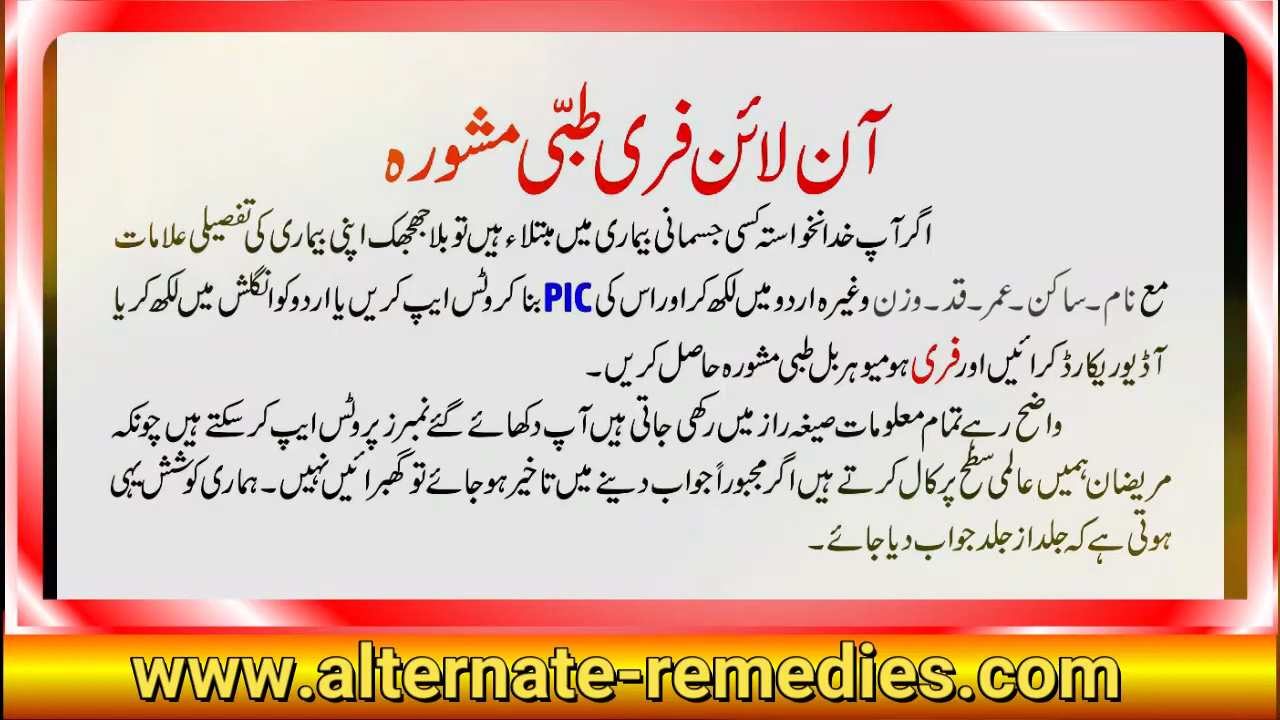 آن لائن فری طبّی مشورہ
اگر آپ خدانخواستہ کسی جسمانی بیماری میں مبتلاء ہیں تو بلا جھجھک اپنی بیماری کی تفصیلی علامات
مع نام۔ساکن۔عمر۔قد۔وزن وغیرہ اردو میں لکھ کر اور اس کی PIC بنا کر وٹس ایپ کریں یا اردو کو انگلش میں لکھ کر یا
آڈیو ریکارڈ کرائیں اور فری ہومیو ہربل طبی مشورہ حاصل کریں۔
واضح رہے تمام معلومات صیغہ راز میں رکھی جاتی ہیں آپ دکھائے گئے نمبرز پر وٹس ایپ کر سکتے ہیں چونکہ
مریضان ہمیں عالمی سطح پر کال کرتے ہیں اگر مجبوراً جواب دینے میں تاخیر ہو جائے تو گھبرائیں نہیں۔ ہماری کوشش یہی
ہوتی ہے کہ جلد از جلد جواب دیا جائے۔
www.alternate-remedies.com